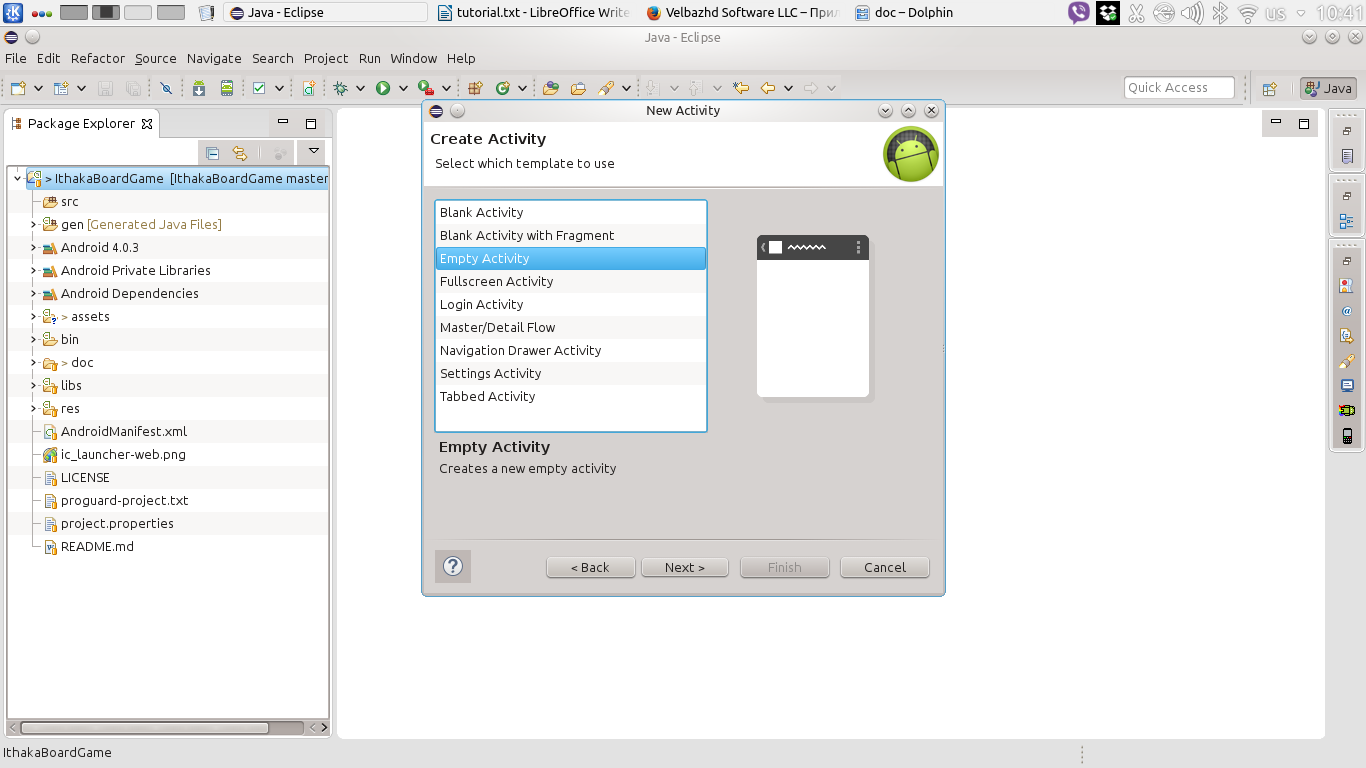 Java - Eclipse
tutorial.txt - LibreOffice Write
Velbazhd Software LLC – Прил
doc – Dolphin
us
10:41
Java - Eclipse
File Edit Refactor Source Navigate Search Project Run Window Help
Quick Access
Java
Package Explorer
> IthakaBoardGame [IthakaBoardGame master
src
gen [Generated Java Files]
Android 4.0.3
Android Private Libraries
Android Dependencies
> assets
bin
> doc
libs
res
AndroidManifest.xml
ic_launcher-web.png
LICENSE
proguard-project.txt
project.properties
README.md
New Activity
Create Activity
Select which template to use
Blank Activity
Blank Activity with Fragment
Empty Activity
Fullscreen Activity
Login Activity
Master/Detail Flow
Navigation Drawer Activity
Settings Activity
Tabbed Activity
Empty Activity
Creates a new empty activity
?
< Back
Next >
Finish
Cancel
IthakaBoardGame